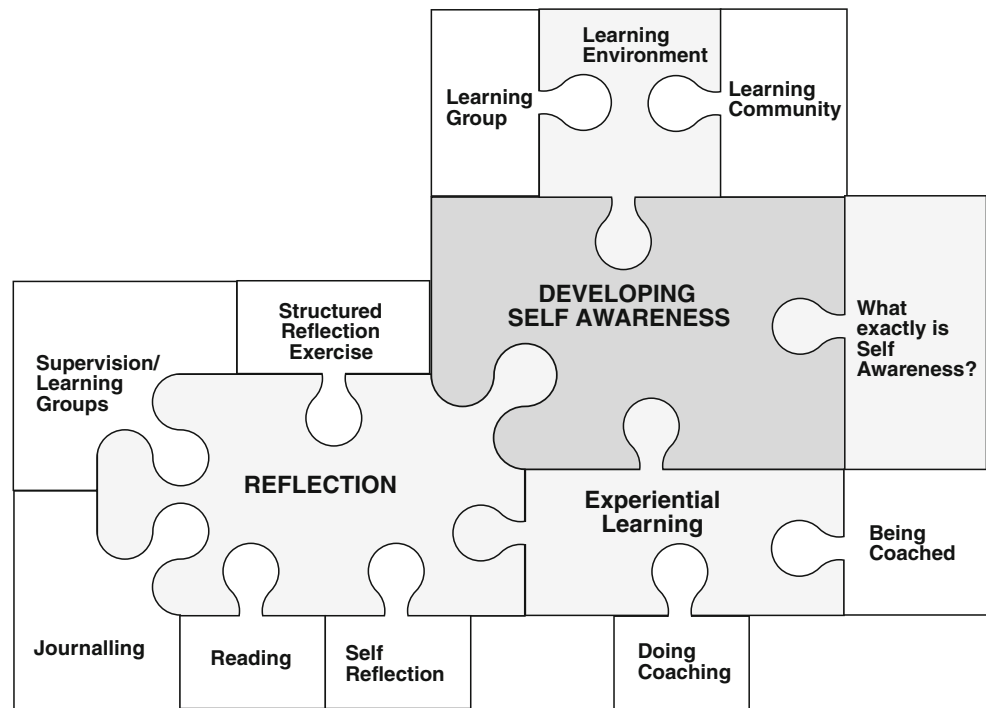 Learning
Environment
Learning
Group
Learning
Community
DEVELOPING
SELF AWARENESS
What
exactly is
Self
Awareness?
Structured
Reflection
Exercise
Supervision/
Learning
Groups
REFLECTION
Experiential
Learning
Being
Coached
Journalling
Reading
Self
Reflection
Doing
Coaching